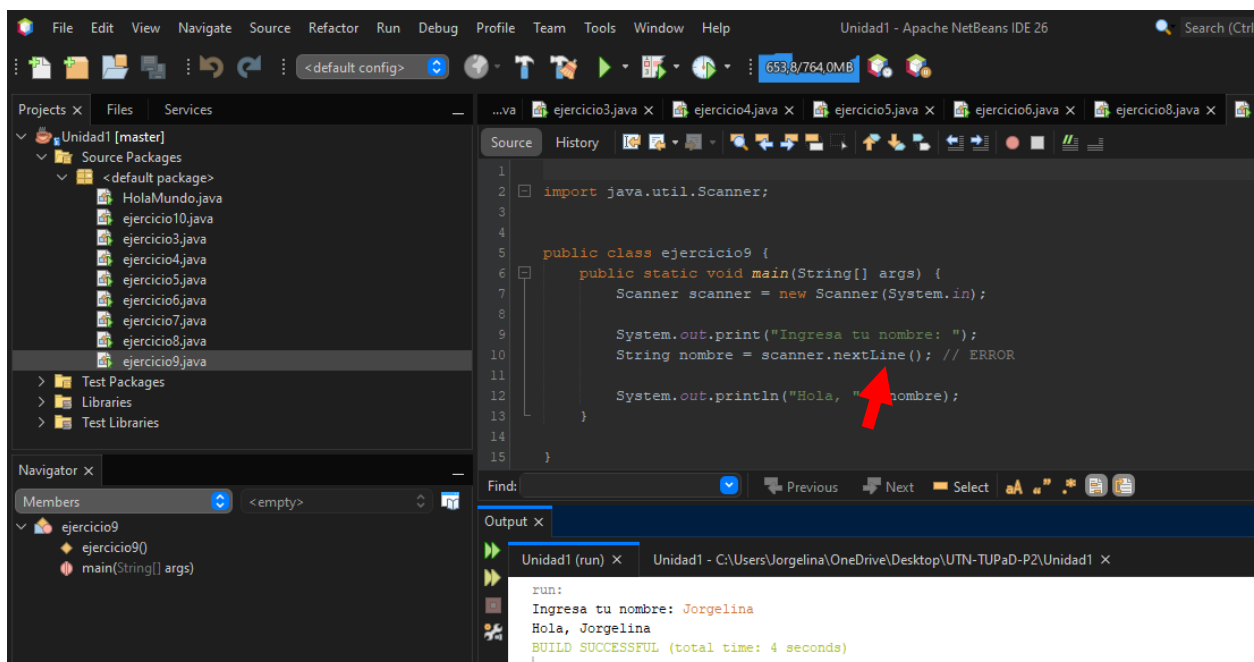 File Edit View Navigate Source Refactor Run Debug Profile Team Tools Window Help Unidad1 - Apache NetBeans IDE 26 Search (Ctrl
<default config> 653,8/764,0MB
Projects Files Services
Unidad1 [master]
Source Packages
<default package>
HolaMundo.java
ejercicio10.java
ejercicio3.java
ejercicio4.java
ejercicio5.java
ejercicio6.java
ejercicio7.java
ejercicio8.java
ejercicio9.java
Test Packages
Libraries
Test Libraries
Navigator
Members <empty>
ejercicio9
ejercicio9()
main(String[] args)
...va ejercicio3.java ejercicio4.java ejercicio5.java ejercicio6.java ejercicio8.java
Source History
1
2 import java.util.Scanner;
3
4
5 public class ejercicio9 {
6 public static void main(String[] args) {
7 Scanner scanner = new Scanner(System.in);
8
9 System.out.print("Ingresa tu nombre: ");
10 String nombre = scanner.nextLine(); // ERROR
11
12 System.out.println("Hola, " nombre);
13 }
14
15 }
Find: Previous Next Select aA
Output
Unidad1 (run) Unidad1 - C:\Users\Jorgelina\OneDrive\Desktop\UTN-TUPaD-P2\Unidad1
run:
Ingresa tu nombre: Jorgelina
Hola, Jorgelina
BUILD SUCCESSFUL (total time: 4 seconds)